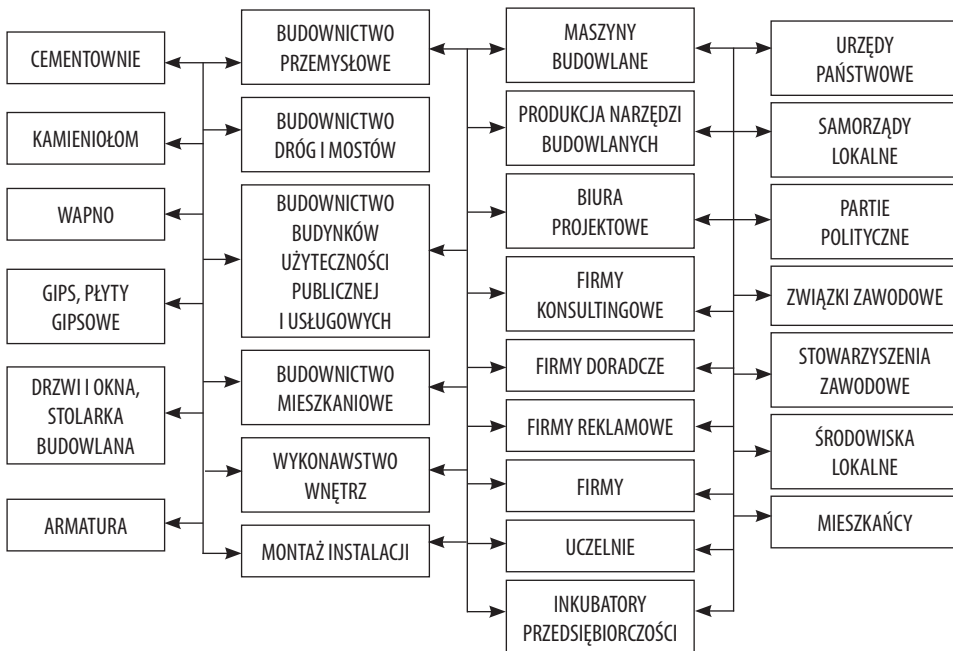 CEMENTOWNIE
KAMIENIOŁOM
WAPNO
GIPS, PŁYTY
GIPSOWE
DRZWI I OKNA,
STOLARKA
BUDOWLANA
ARMATURA
BUDOWNICTWO
PRZEMYSŁOWE
BUDOWNICTWO
DRÓG I MOSTÓW
BUDOWNICTWO
BUDYNKÓW
UŻYTECZNOŚCI
PUBLICZNEJ
I USŁUGOWYCH
BUDOWNICTWO
MIESZKANIOWE
WYKONAWSTWO
WNĘTRZ
MONTAŻ INSTALACJI
MASZYNY
BUDOWLANE
PRODUKCJA NARZĘDZI
BUDOWLANYCH
BIURA
PROJEKTOWE
FIRMY
KONSULTINGOWE
FIRMY DORADCZE
FIRMY REKLAMOWE
FIRMY
UCZELNIE
INKUBATORY
PRZEDSIĘBIORCZOŚCI
URZĘDY
PAŃSTWOWE
SAMORZĄDY
LOKALNE
PARTIE
POLITYCZNE
ZWIĄZKI ZAWODOWE
STOWARZYSZENIA
ZAWODOWE
ŚRODOWISKA
LOKALNE
MIESZKAŃCY